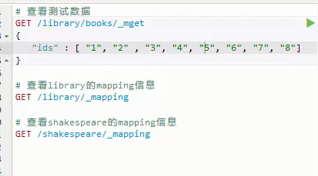 # 查看测试数据
GET /library/books/_mget
{
"ids" : [ "1", "2" , "3", "4", "5", "6", "7", "8"]
}
# 查看library的mapping信息
GET /library/_mapping
# 查看shakespeare的mapping信息
GET /shakespeare/_mapping